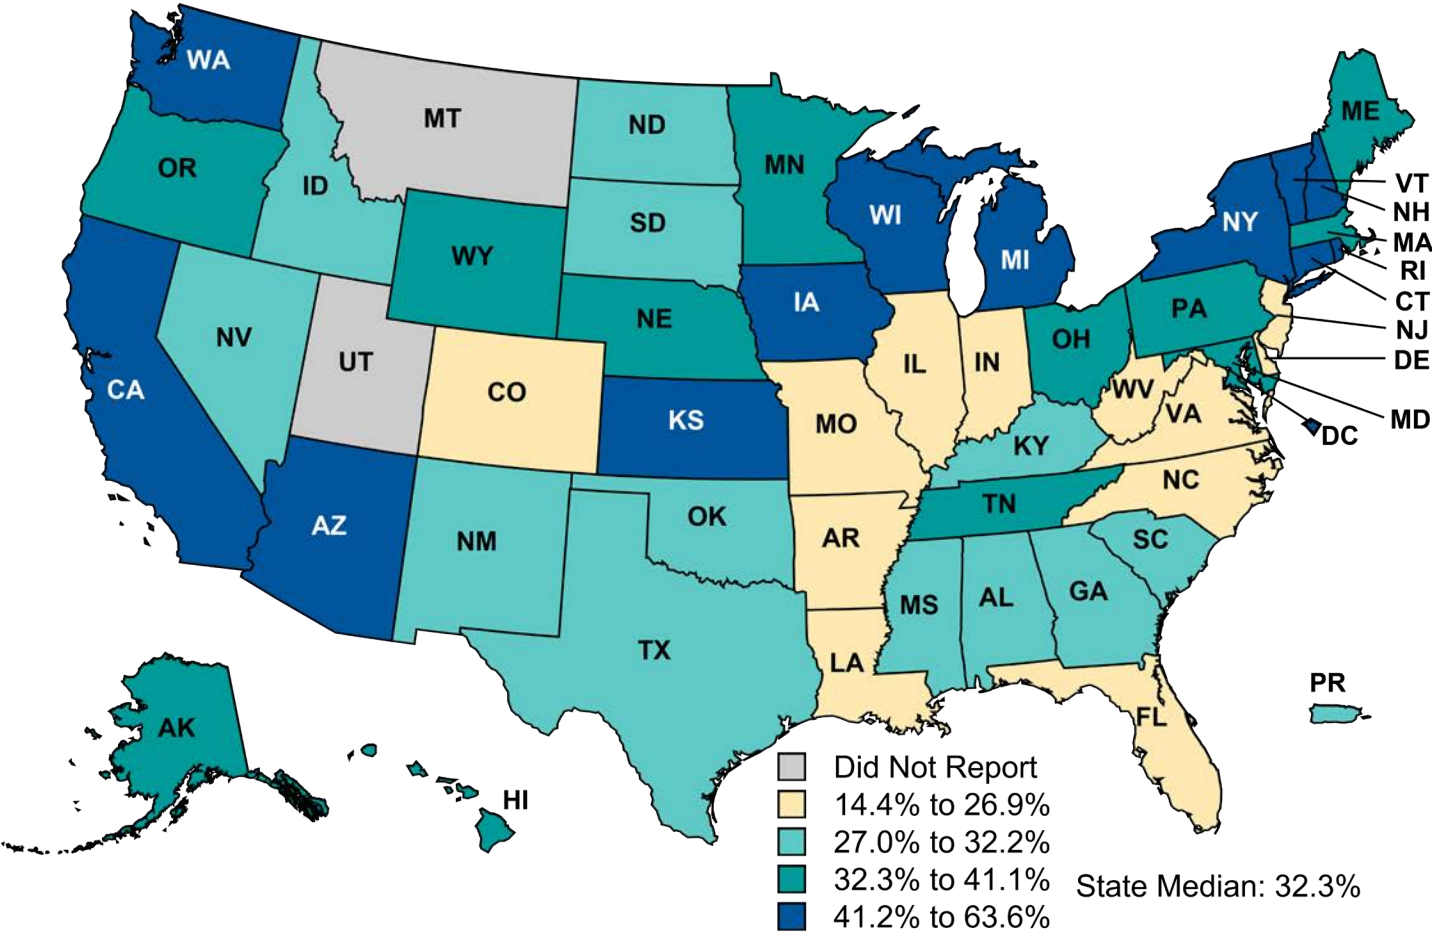 WA
MT
ND
MN
ME
OR
ID
SD
WI
MI
NY
VT
NH
MA
RI
CT
NJ
DE
MD
DC
WY
IA
NE
PA
NV
UT
CO
IL
IN
OH
CA
KS
MO
WV
VA
KY
NC
TN
AZ
NM
OK
AR
SC
MS
AL
GA
TX
LA
FL
PR
AK
HI
Did Not Report
14.4% to 26.9%
27.0% to 32.2%
32.3% to 41.1%
41.2% to 63.6%
State Median: 32.3%